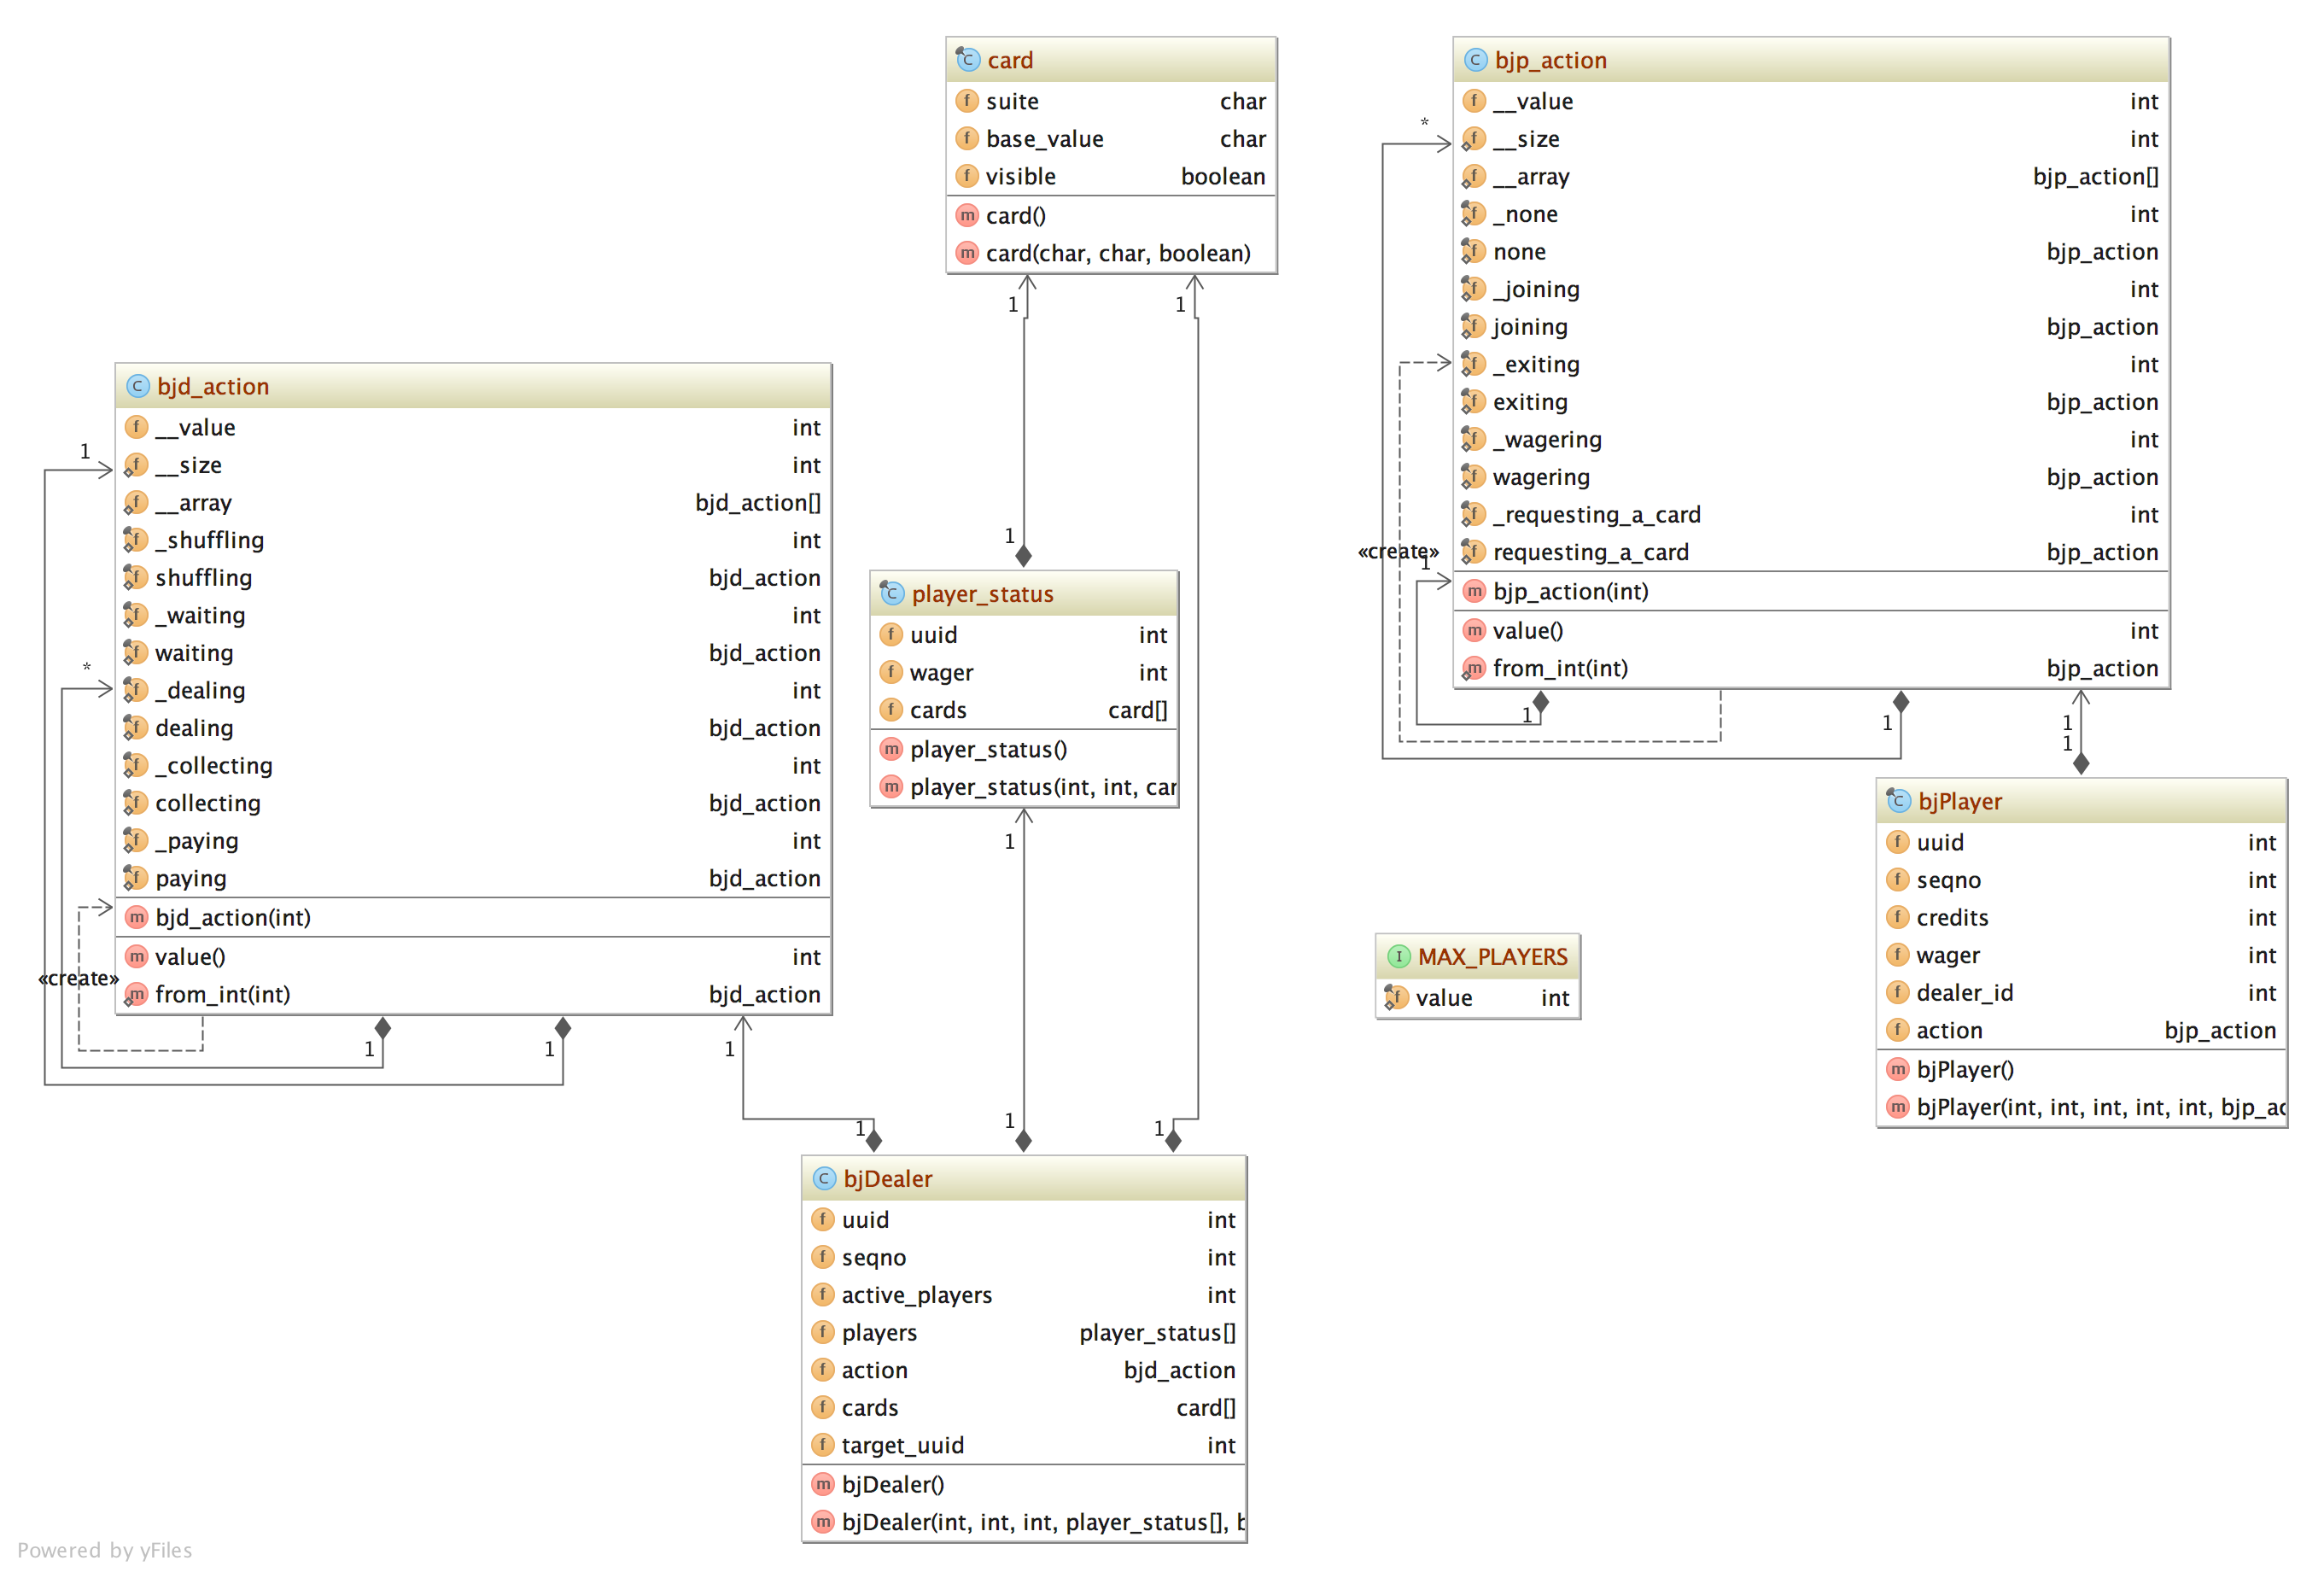 card
suite char
base_value char
visible boolean
card()
card(char, char, boolean)
1 1
bjp_action
__value int
* __size int
__array bjp_action[]
_none int
none bjp_action
_joining int
joining bjp_action
_exiting int
exiting bjp_action
_wagering int
wagering bjp_action
_requesting_a_card int
«create» requesting_a_card bjp_action
1
bjp_action(int)
value() int
from_int(int) bjp_action
1 1 1
1
bjd_action
__value int
1
__size int
__array bjd_action[]
_shuffling int
shuffling bjd_action
_waiting int
waiting bjd_action
*
_dealing int
dealing bjd_action
_collecting int
collecting bjd_action
_paying int
paying bjd_action
bjd_action(int)
value() int
«create»
from_int(int) bjd_action
1 1 1
1
player_status
uuid int
wager int
cards card[]
player_status()
player_status(int, int, car
1
bjPlayer
uuid int
seqno int
credits int
wager int
dealer_id int
action bjp_action
bjPlayer()
bjPlayer(int, int, int, int, int, bjp_ac
MAX_PLAYERS
value int
1 1 1
bjDealer
uuid int
seqno int
active_players int
players player_status[]
action bjd_action
cards card[]
target_uuid int
bjDealer()
bjDealer(int, int, int, player_status[], b
Powered by yFiles